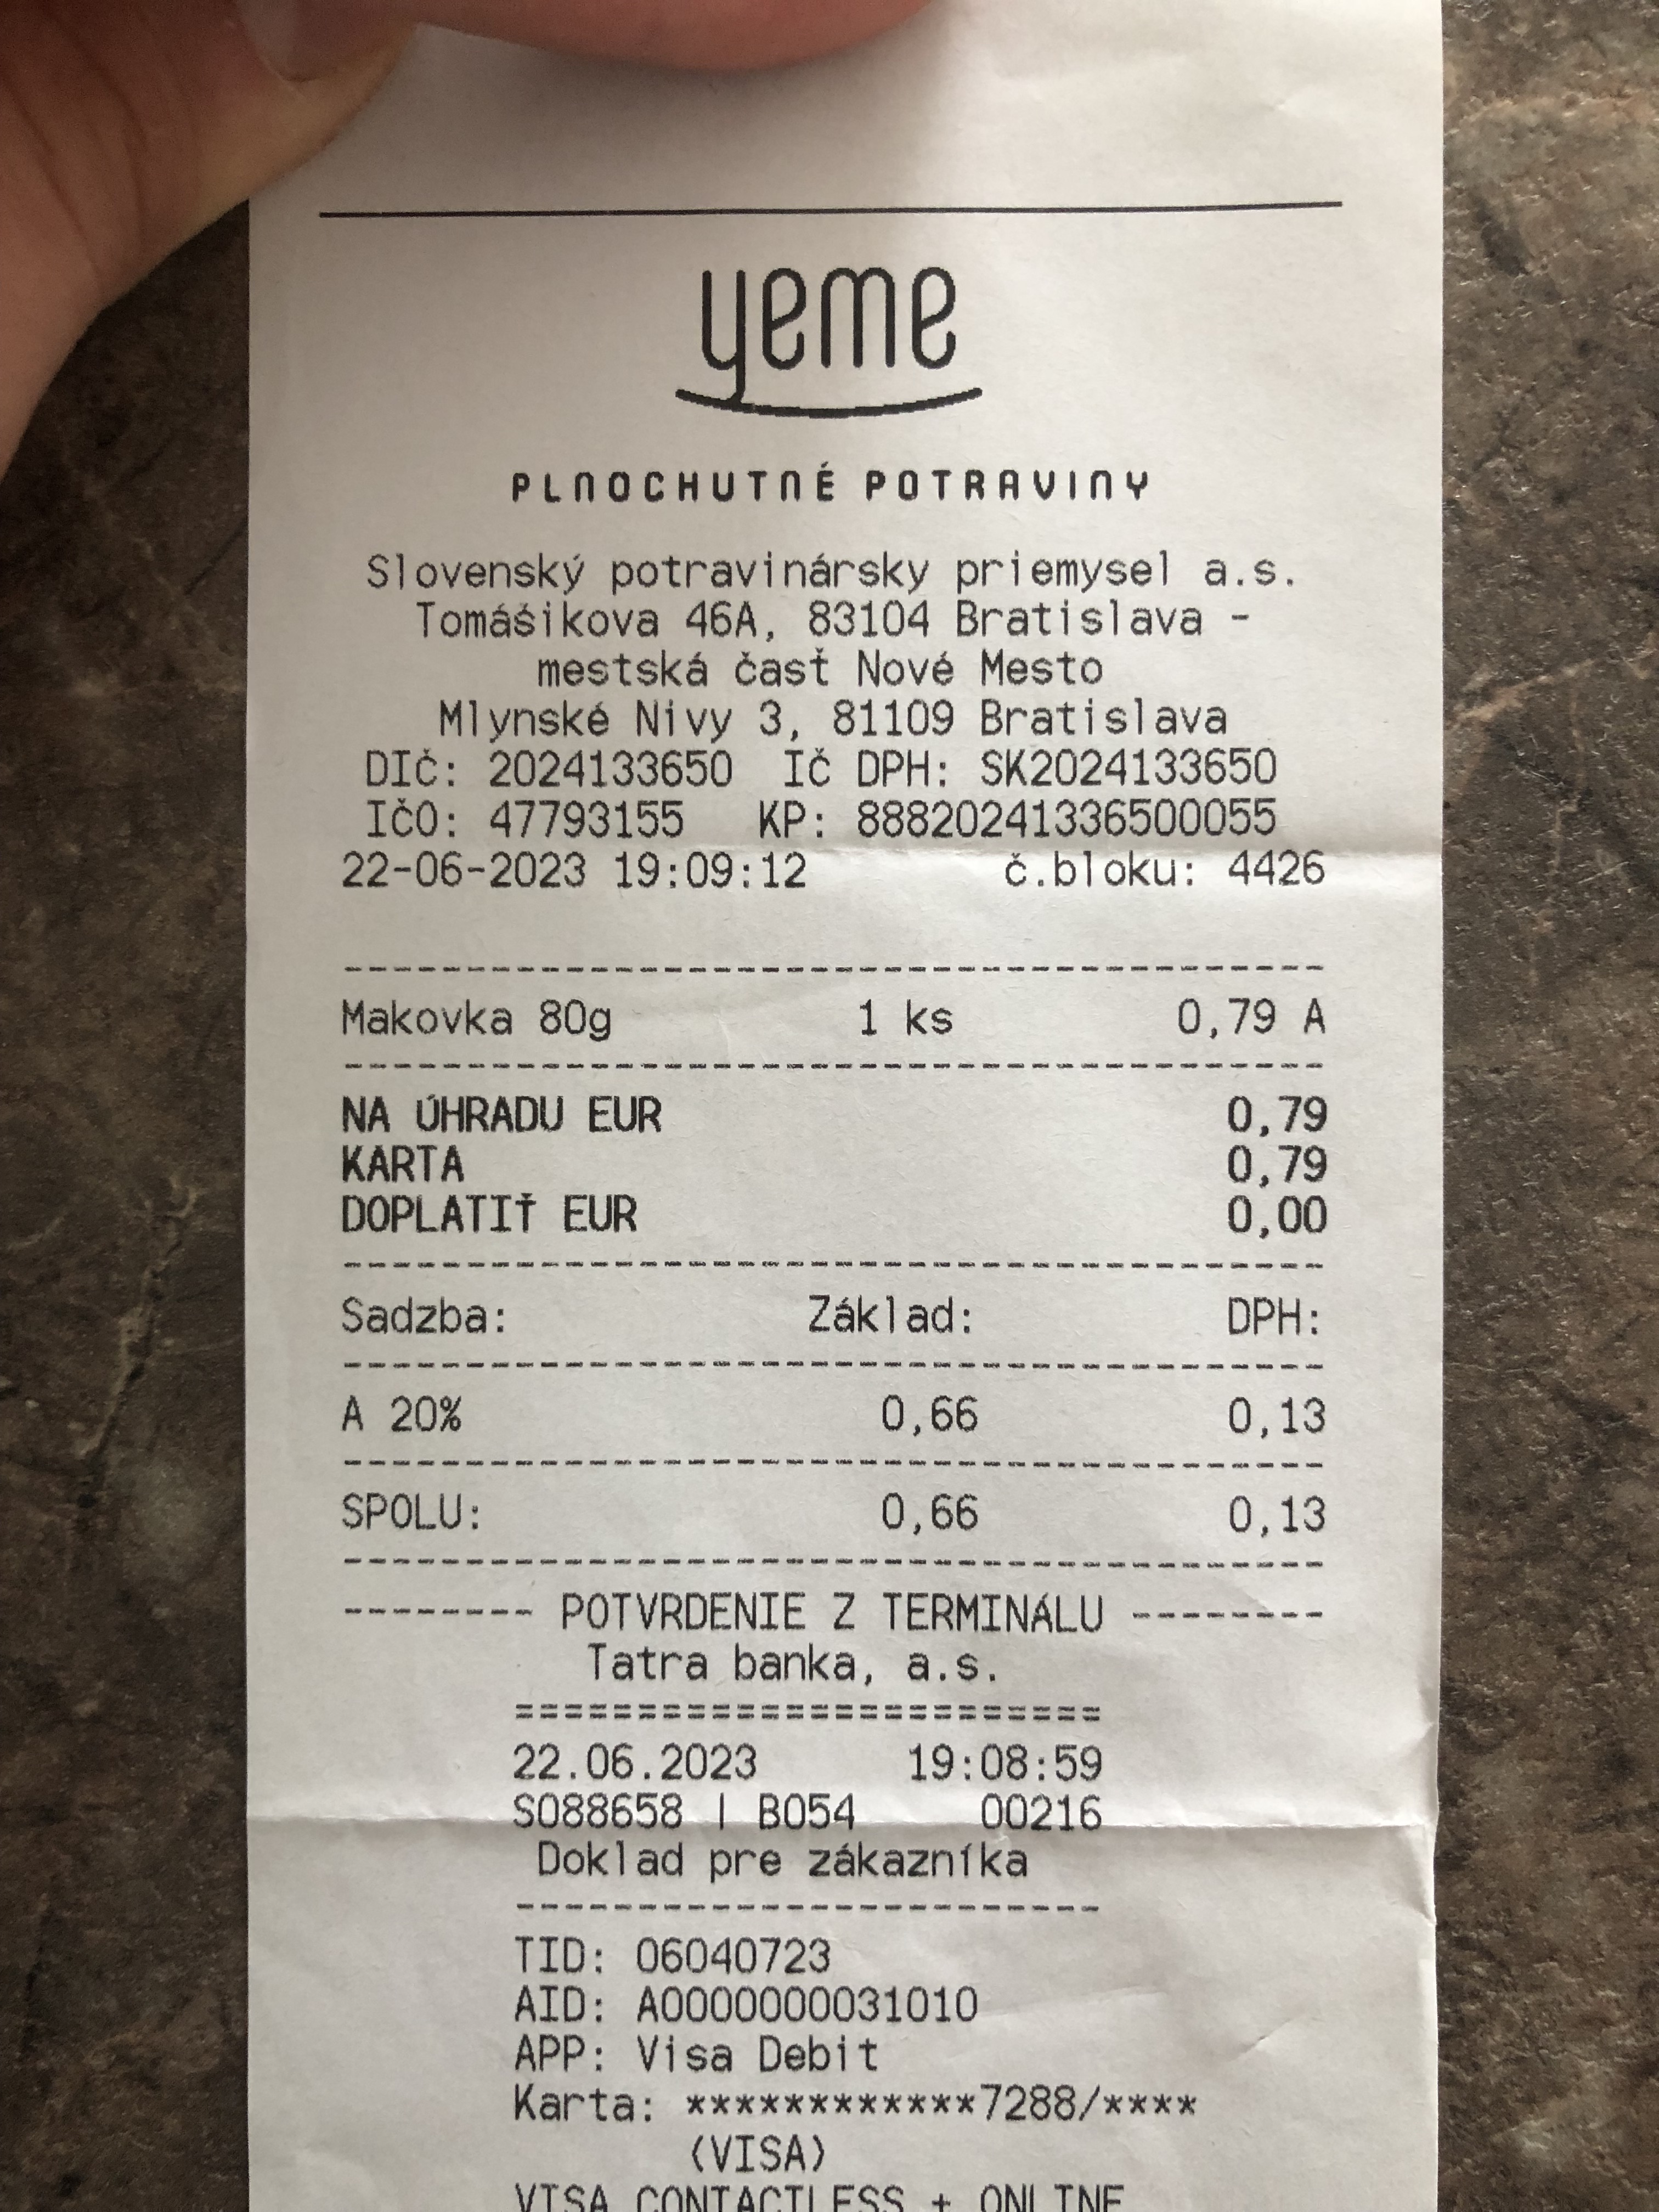 yeme
PLNOCHUTNÉ POTRAVINY
Slovenský potravinársky priemysel a.s.
Tomášikova 46A, 83104 Bratislava -
mestská časť Nové Mesto
Mlynské Nivy 3, 81109 Bratislava
DIČ: 2024133650 IČ DPH: SK2024133650
IČO: 47793155 KP: 88820241336500055
22-06-2023 19:09:12 č.bloku: 4426
----------------------------------------
Makovka 80g 1 ks 0,79 A
----------------------------------------
NA ÚHRADU EUR 0,79
KARTA 0,79
DOPLATIŤ EUR 0,00
----------------------------------------
Sadzba: Základ: DPH:
----------------------------------------
A 20% 0,66 0,13
----------------------------------------
SPOLU: 0,66 0,13
----------------------------------------
-------- POTVRDENIE Z TERMINÁLU --------
Tatra banka, a.s.
========================
22.06.2023 19:08:59
S088658 | B054 00216
Doklad pre zákazníka
------------------------
TID: 06040723
AID: A0000000031010
APP: Visa Debit
Karta: ************7288/****
(VISA)
VISA CONTACTLESS + ONLINE